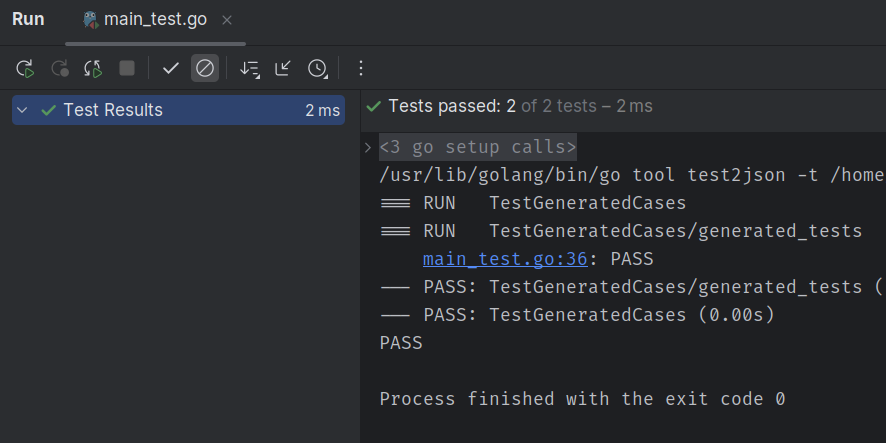 Run main_test.go
Test Results 2 ms
Tests passed: 2 of 2 tests – 2 ms
<3 go setup calls>
/usr/lib/golang/bin/go tool test2json -t /home
=== RUN   TestGeneratedCases
=== RUN   TestGeneratedCases/generated_tests
main_test.go:36: PASS
--- PASS: TestGeneratedCases/generated_tests (
--- PASS: TestGeneratedCases (0.00s)
PASS
Process finished with the exit code 0